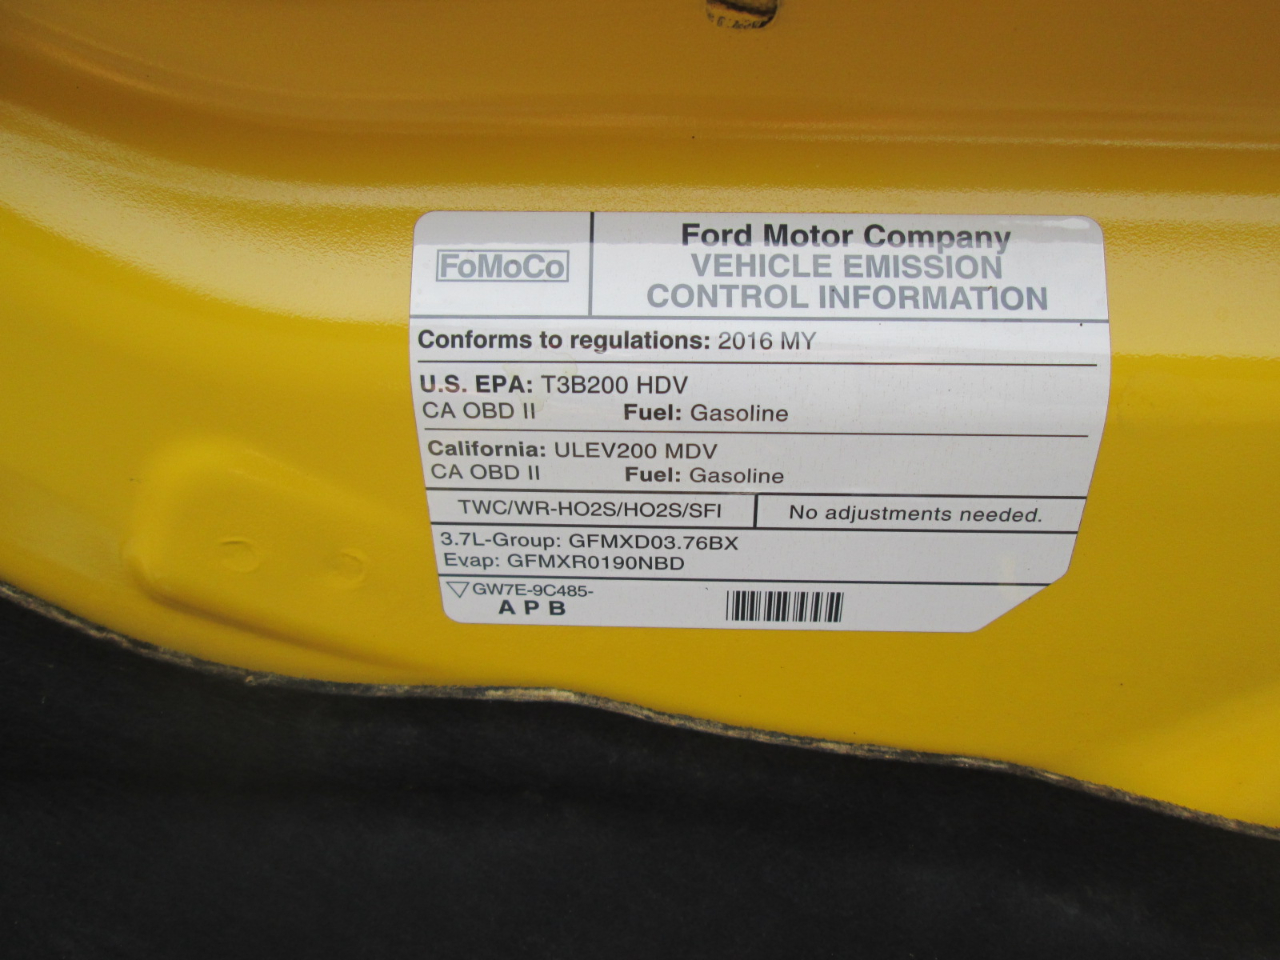 FoMoCo
Ford Motor Company
VEHICLE EMISSION
CONTROL INFORMATION
Conforms to regulations: 2016 MY
U.S. EPA: T3B200 HDV
CA OBD II Fuel: Gasoline
California: ULEV200 MDV
CA OBD II Fuel: Gasoline
TWC/WR-HO2S/HO2S/SFI No adjustments needed.
3.7L-Group: GFMXD03.76BX
Evap: GFMXR0190NBD
GW7E-9C485-
A P B